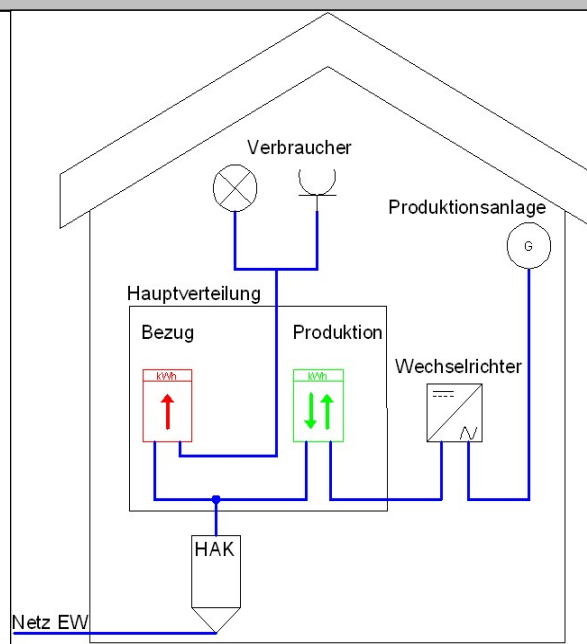 Verbraucher
Produktionsanlage
G
Hauptverteilung
Bezug
Produktion
kWh
kWh
Wechselrichter
HAK
Netz EW